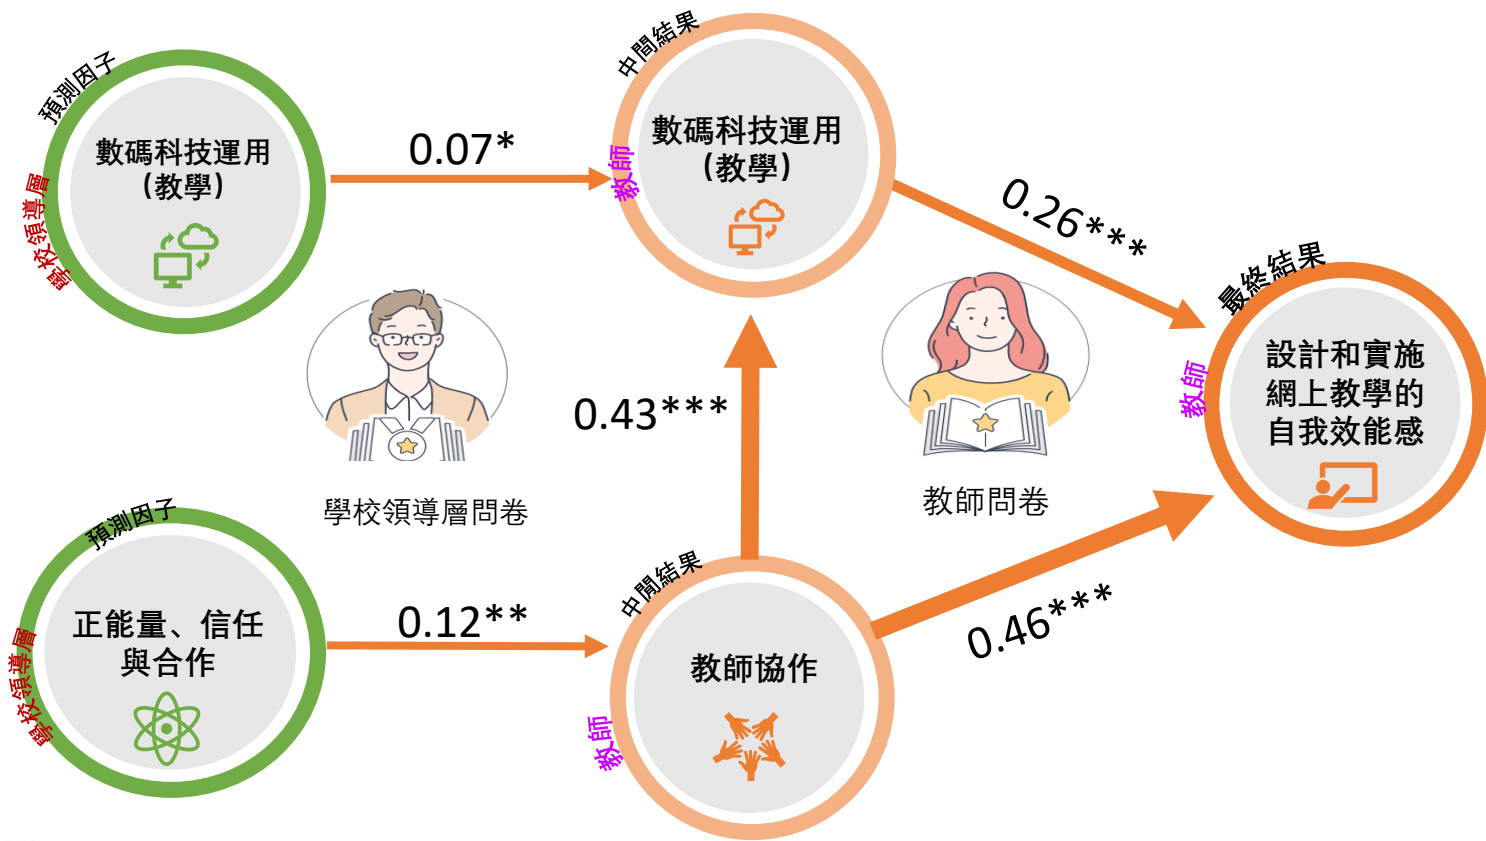 預測因子
學校領導層
數碼科技運用
(教學)
0.07*
中間結果
教師
數碼科技運用
(教學)
0.26***
學校領導層問卷
0.43***
教師問卷
最終結果
教師
設計和實施
網上教學的
自我效能感
預測因子
學校領導層
正能量、信任
與合作
0.12**
中間結果
教師
教師協作
0.46***